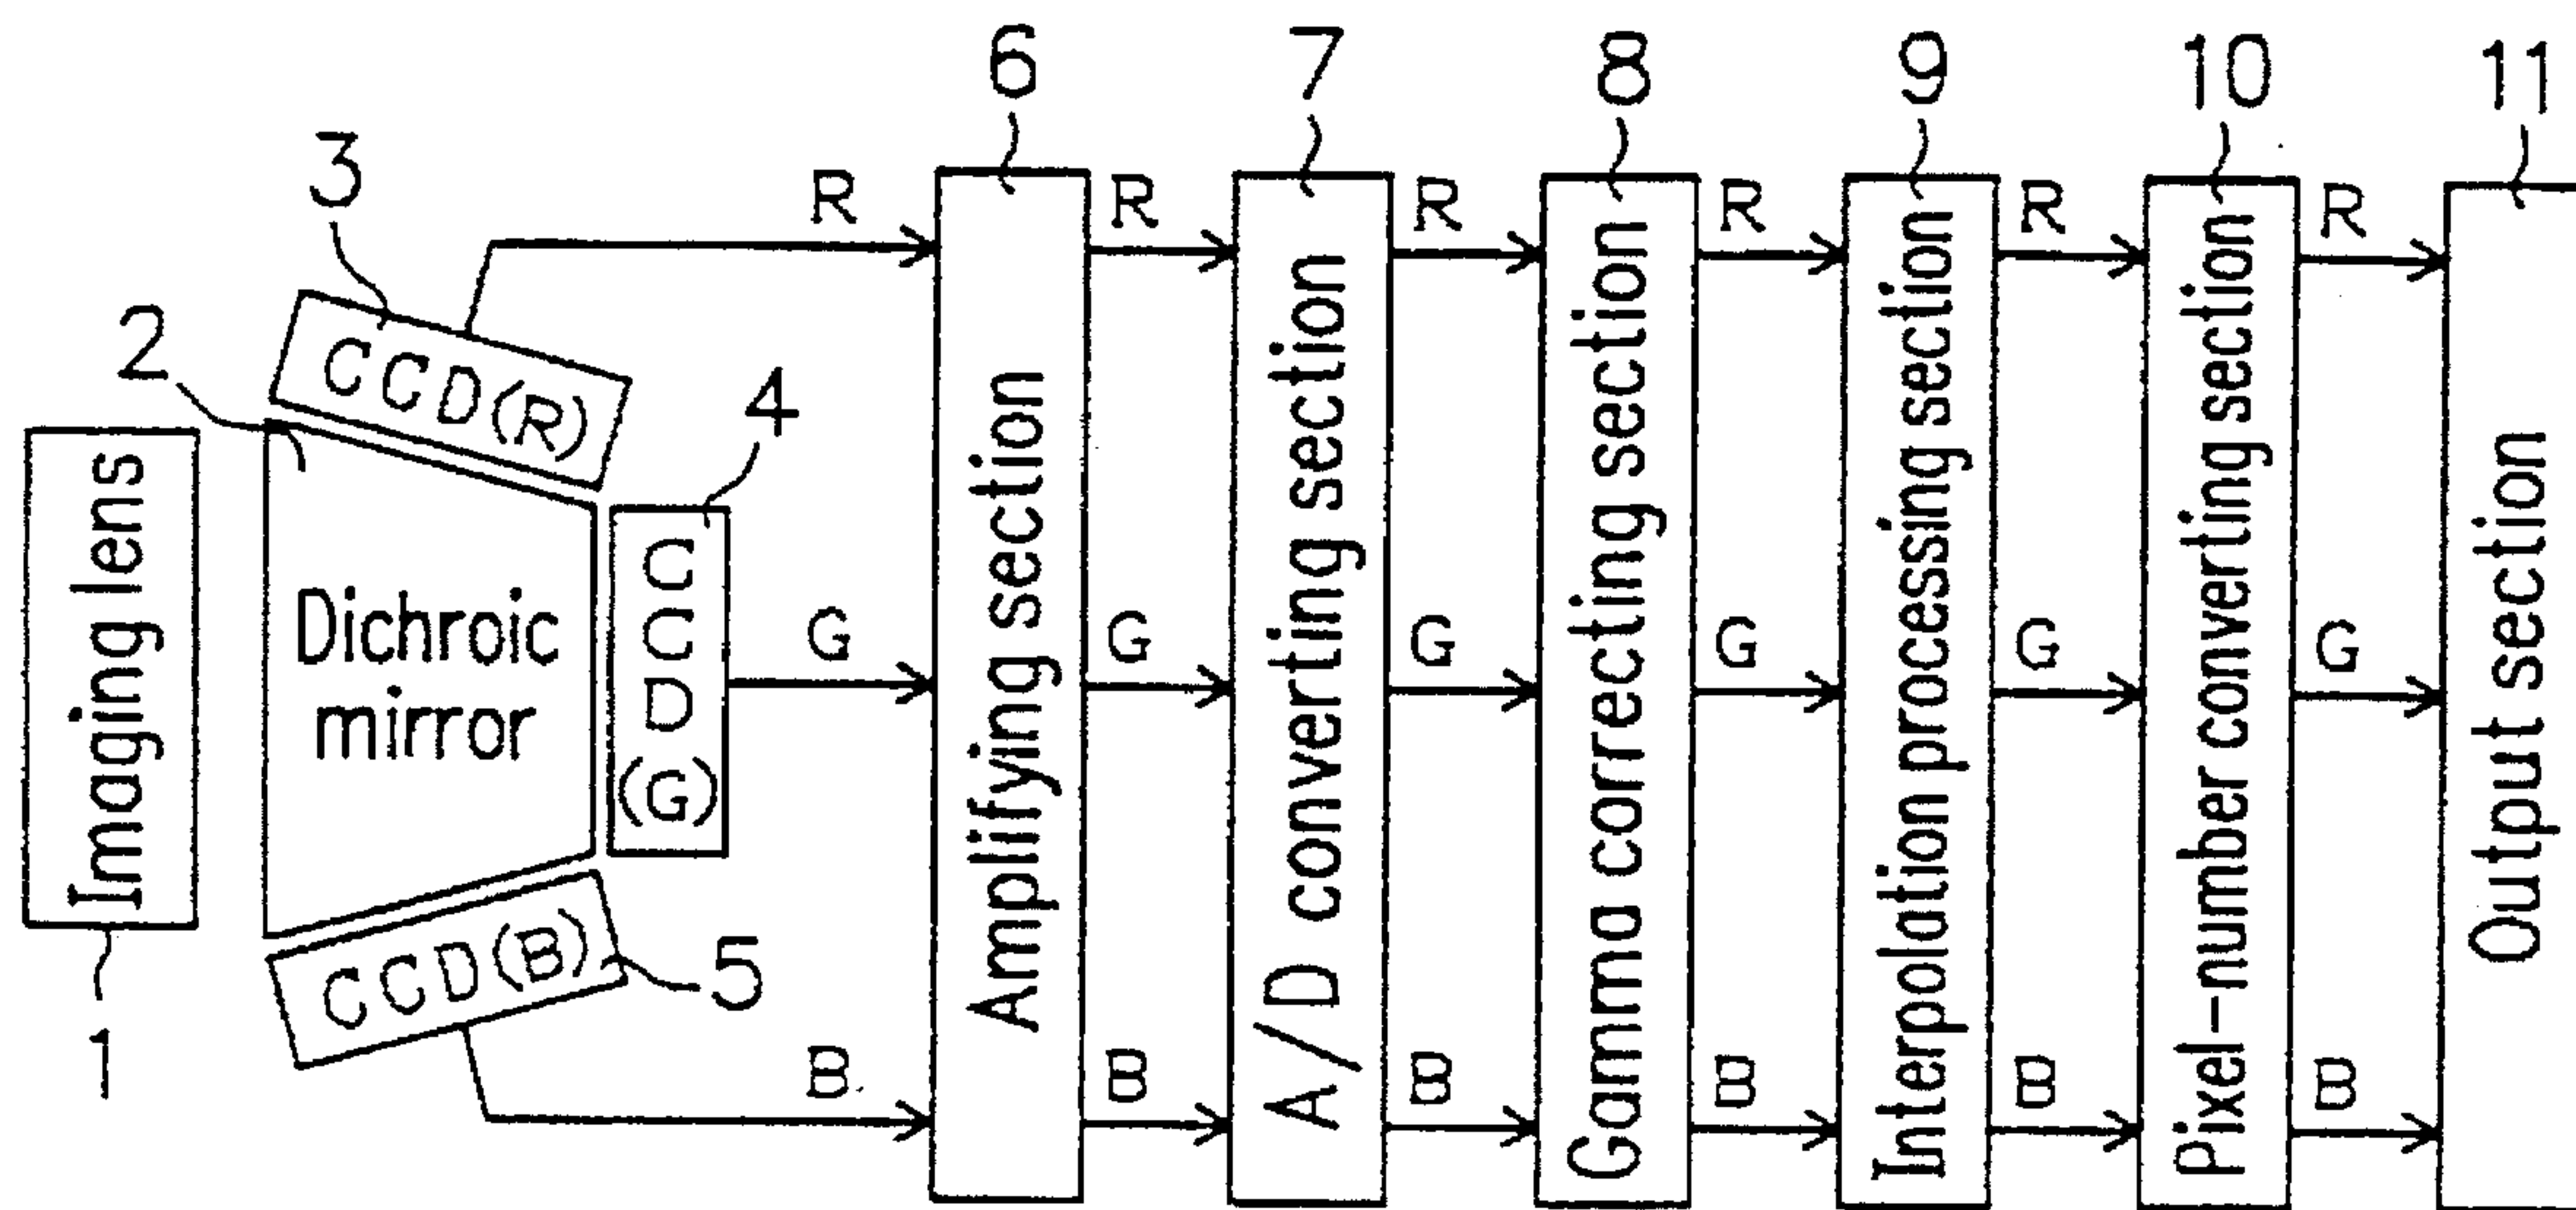 6
7
8
9
10
11
3
R
R
R
R
R
R
2
CCD(R)
4
Imaging lens
Dichroic
mirror
CCD
(G)
G
G
G
G
G
G
Amplifying section
A/D converting section
Gamma correcting section
Interpolation processing section
Pixel-number converting section
Output section
CCD(B)
5
1
B
B
B
B
B
B